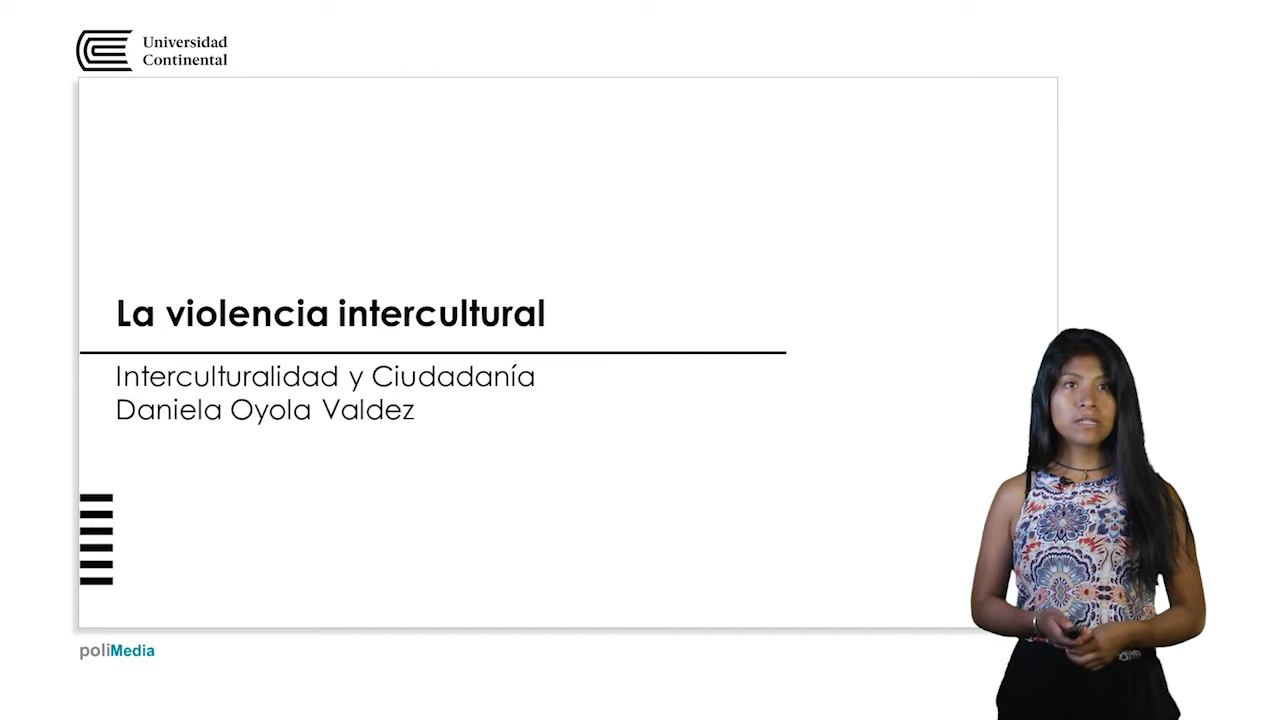 Universidad
Continental
La violencia intercultural
Interculturalidad y Ciudadanía
Daniela Oyola Valdez
poliMedia